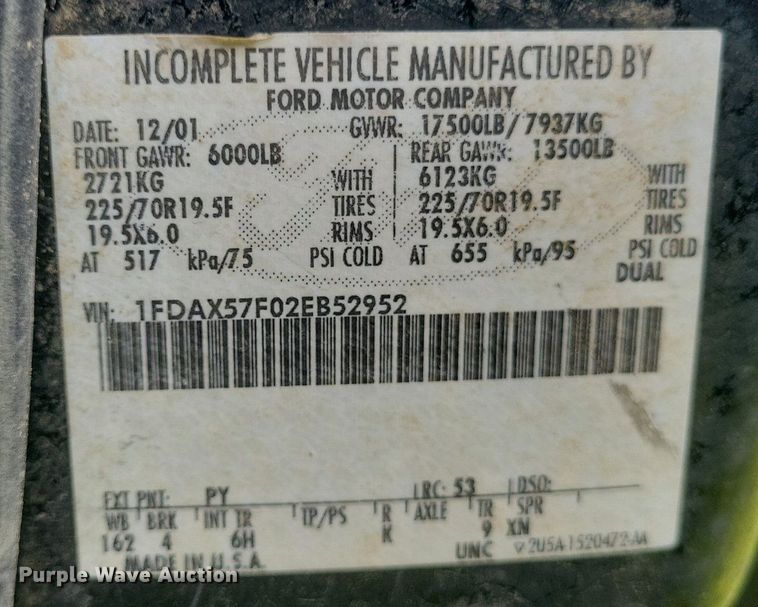 INCOMPLETE VEHICLE MANUFACTURED BY
FORD MOTOR COMPANY
DATE: 12/01 GVWR: 17500LB/7937KG
FRONT GAWR: 6000LB REAR GAWR: 13500LB
2721KG WITH 6123KG WITH
225/70R19.5F TIRES 225/70R19.5F TIRES
19.5X6.0 RIMS 19.5X6.0 RIMS
AT 517 kPa/75 PSI COLD AT 655 kPa/95 PSI COLD
DUAL
VIN: 1FDAX57F02EB52952
EXT PNT: PY RC: 53 DSO:
WB BRK INT TR TP/PS R AXLE TR SPR
162 4 6H K 9 XN
MADE IN U.S.A. UNC 2U5A-1520472-AA
Purple Wave Auction